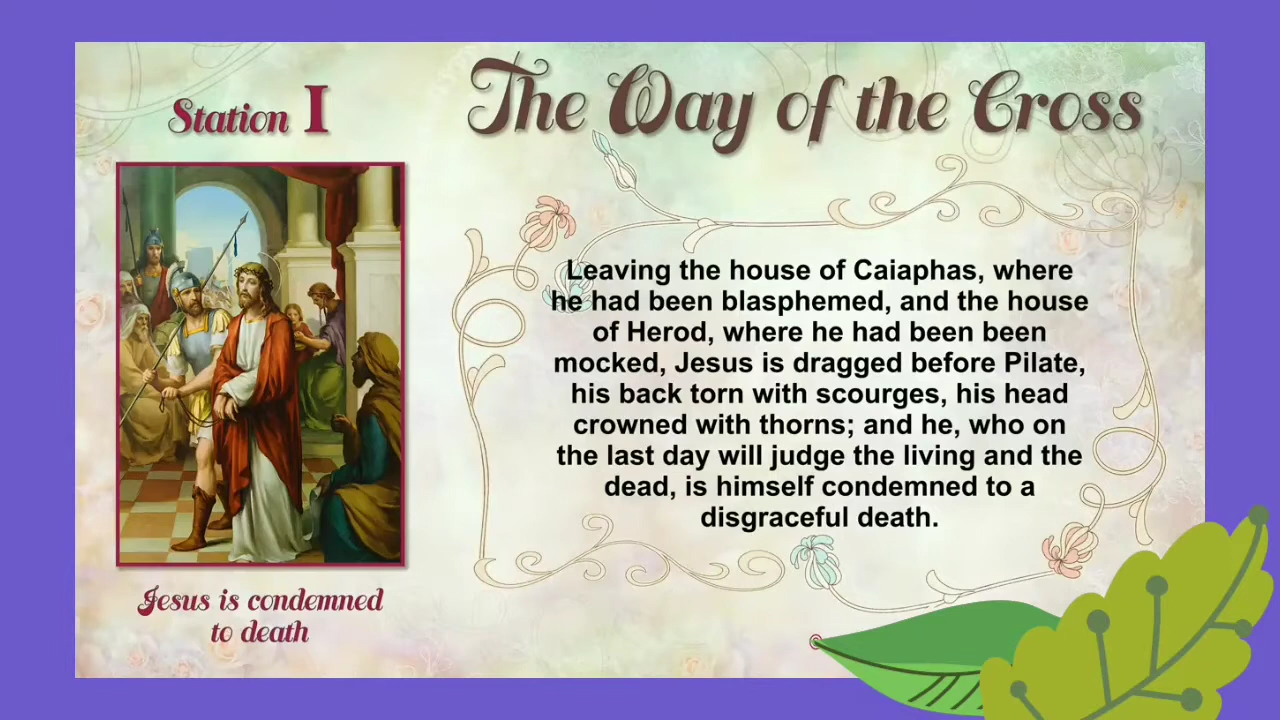 Station I
The Way of the Cross
Leaving the house of Caiaphas, where
he had been blasphemed, and the house
of Herod, where he had been been
mocked, Jesus is dragged before Pilate,
his back torn with scourges, his head
crowned with thorns; and he, who on
the last day will judge the living and the
dead, is himself condemned to a
disgraceful death.
Jesus is condemned
to death